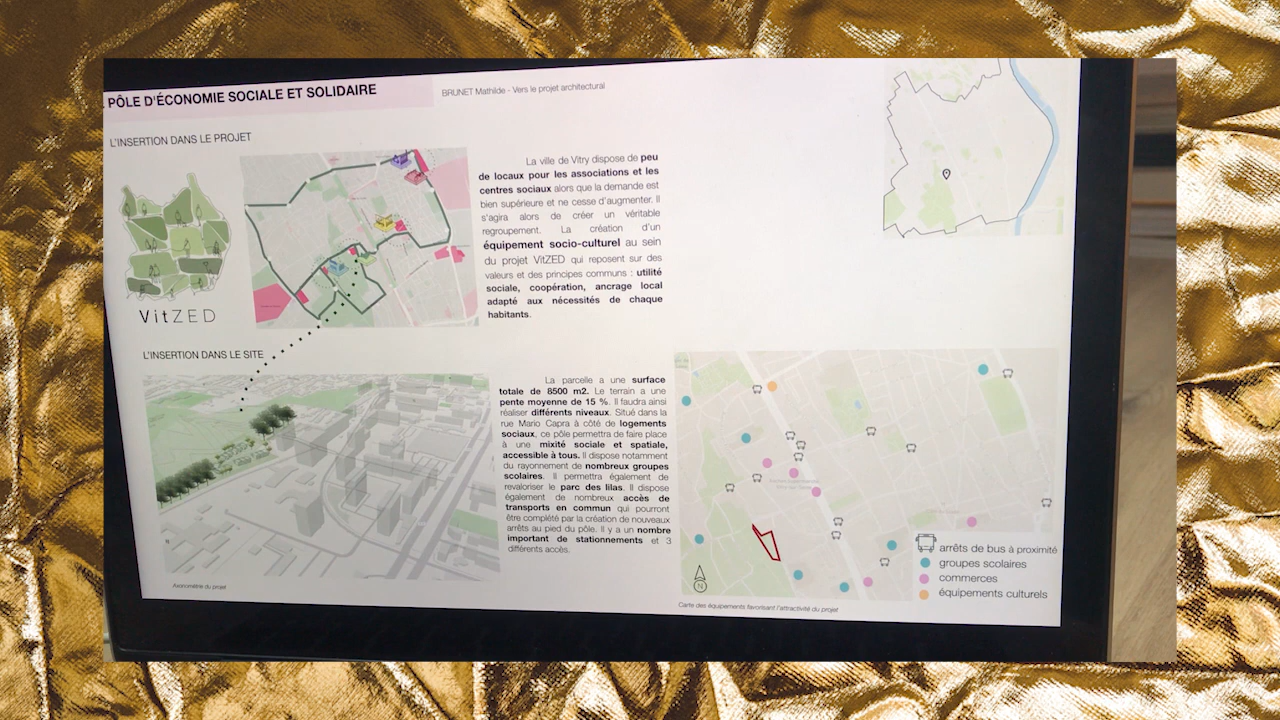 PÔLE D'ÉCONOMIE SOCIALE ET SOLIDAIRE
BRUNET Mathilde - Vers le projet architectural
L'INSERTION DANS LE PROJET
VitZED
La ville de Vitry dispose de peu
de locaux pour les associations et les
centres sociaux alors que la demande est
bien supérieure et ne cesse d'augmenter. Il
s'agira alors de créer un véritable
regroupement. La création d'un
équipement socio-culturel au sein
du projet VitZED qui reposent sur des
valeurs et des principes communs : utilité
sociale, coopération, ancrage local
adapté aux nécessités de chaque
habitants.
L'INSERTION DANS LE SITE
La parcelle a une surface
totale de 8500 m2. Le terrain a une
pente moyenne de 15 %. Il faudra ainsi
réaliser différents niveaux. Situé dans la
rue Mario Capra à côté de logements
sociaux, ce pôle permettra de faire place
à une mixité sociale et spatiale,
accessible à tous. Il dispose notamment
du rayonnement de nombreux groupes
scolaires. Il permettra également de
revaloriser le parc des lilas. Il dispose
également de nombreux accès de
transports en commun qui pourront
être complété par la création de nouveaux
arrêts au pied du pôle. Il y a un nombre
important de stationnements et 3
différents accès.
Axonométrie du projet
N
arrêts de bus à proximité
groupes scolaires
commerces
équipements culturels
Carte des équipements favorisant l'attractivité du projet